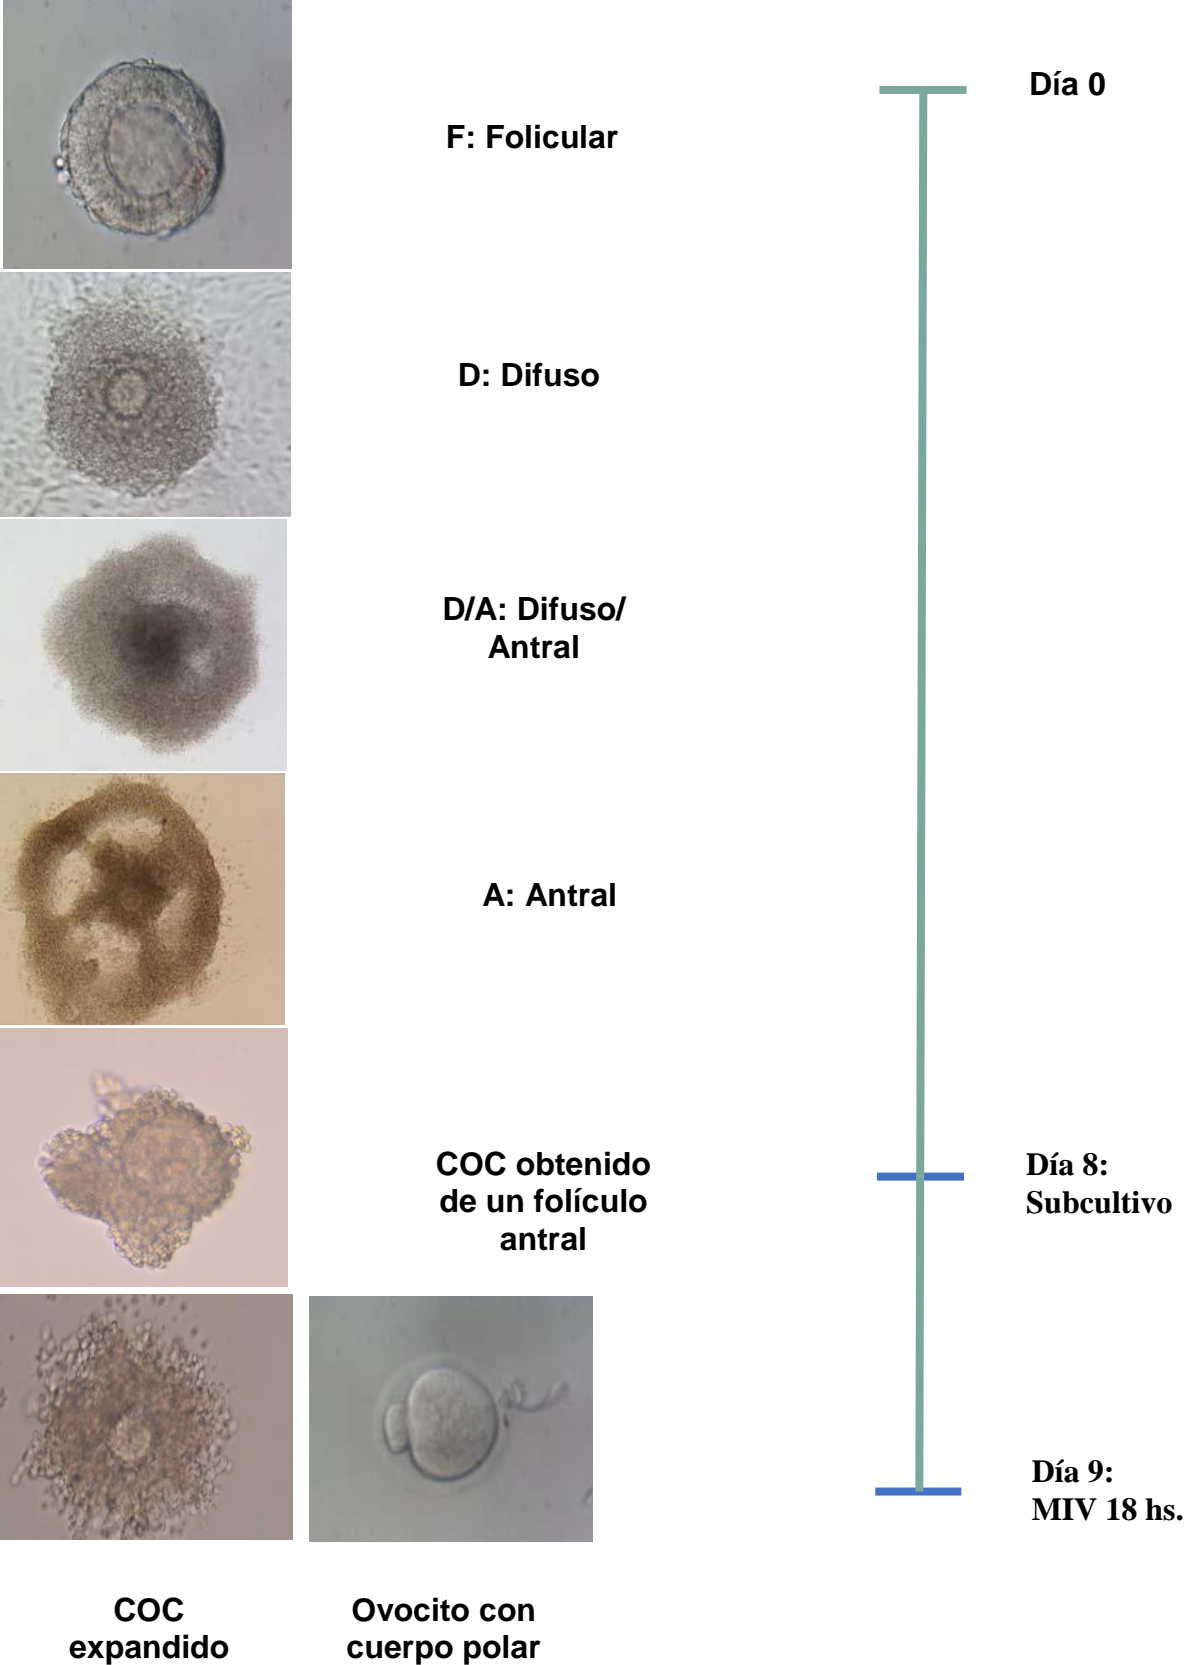 Día 0
F: Folicular
D: Difuso
D/A: Difuso/
Antral
A: Antral
COC obtenido
de un folículo
antral
Día 8:
Subcultivo
Día 9:
MIV 18 hs.
COC
expandido
Ovocito con
cuerpo polar